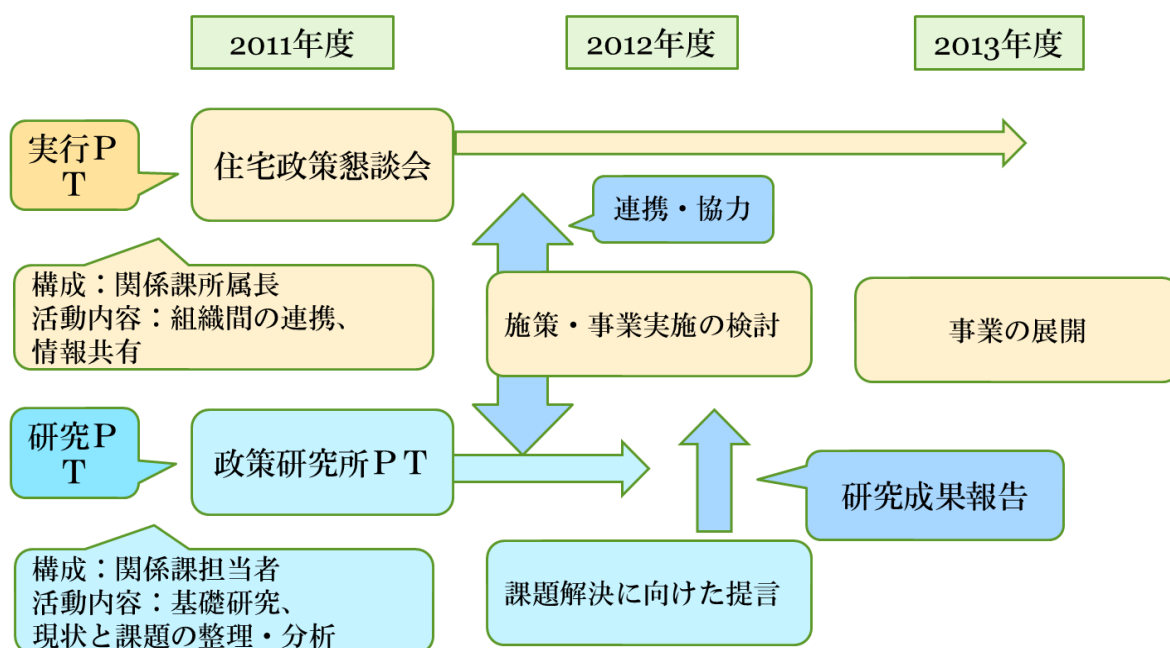 2011年度
2012年度
2013年度
実行Ｐ
Ｔ
住宅政策懇談会
連携・協力
構成：関係課所属長
活動内容：組織間の連携、
情報共有
施策・事業実施の検討
事業の展開
研究Ｐ
Ｔ
政策研究所ＰＴ
研究成果報告
構成：関係課担当者
活動内容：基礎研究、
現状と課題の整理・分析
課題解決に向けた提言